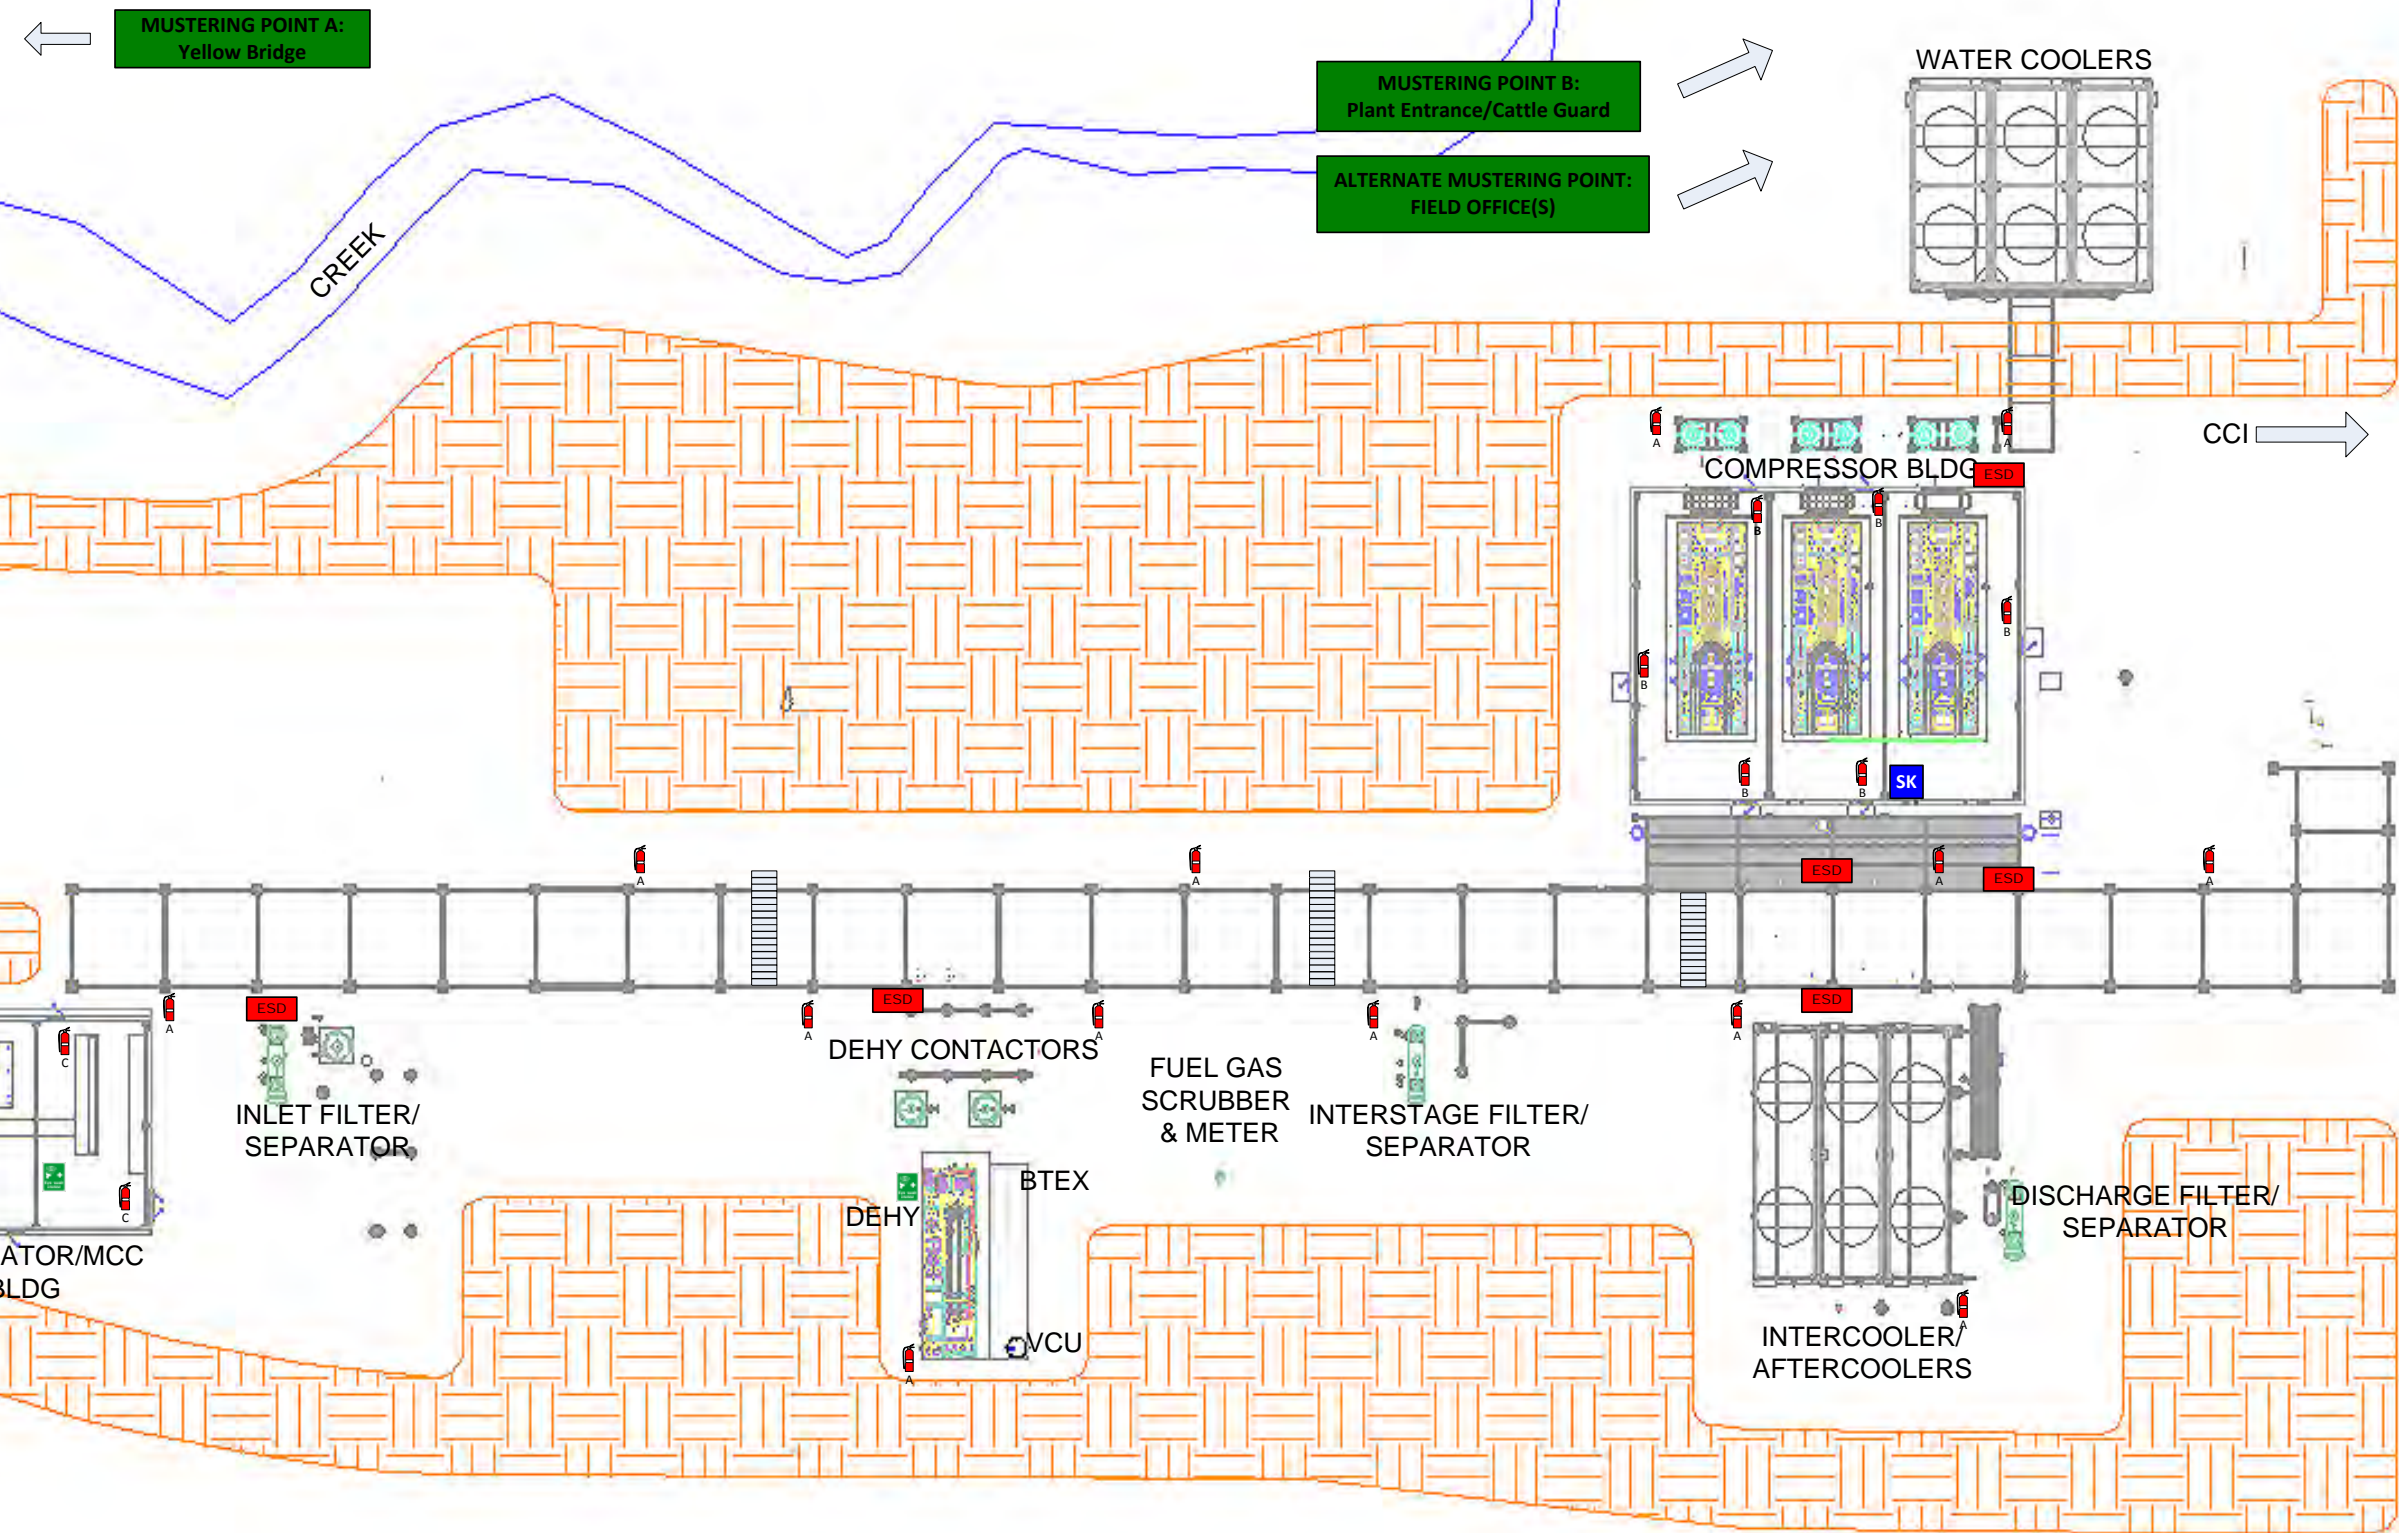 MUSTERING POINT A:
Yellow Bridge
MUSTERING POINT B:
Plant Entrance/Cattle Guard
ALTERNATE MUSTERING POINT:
FIELD OFFICE(S)
WATER COOLERS
CREEK
CCI
A
A
COMPRESSOR BLDG
ESD
B
B
B
B
B
B
SK
A
A
ESD
A
ESD
A
A
ESD
A
ESD
A
A
ESD
A
C
DEHY CONTACTORS
FUEL GAS
SCRUBBER
& METER
INLET FILTER/
SEPARATOR
INTERSTAGE FILTER/
SEPARATOR
BTEX
DEHY
C
DISCHARGE FILTER/
SEPARATOR
ATOR/MCC
BLDG
VCU
A
A
INTERCOOLER/
AFTERCOOLERS